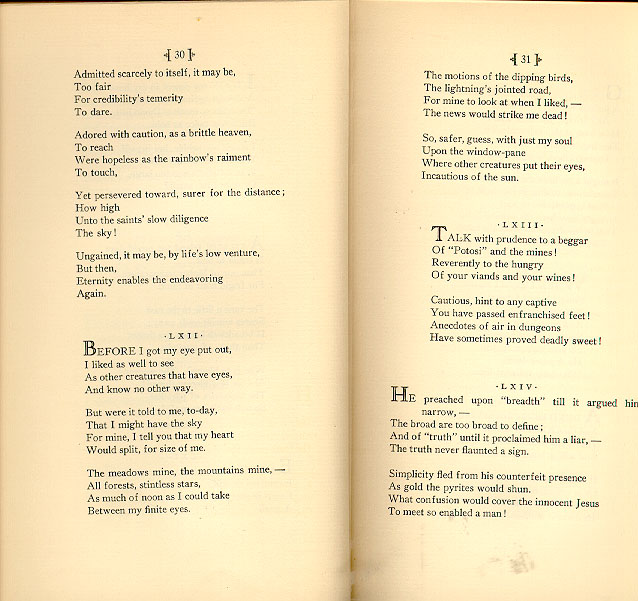 30
Admitted scarcely to itself, it may be,
Too fair
For credibility's temerity
To dare.
Adored with caution, as a brittle heaven,
To reach
Were hopeless as the rainbow's raiment
To touch,
Yet persevered toward, surer for the distance;
How high
Unto the saints' slow diligence
The sky!
Ungained, it may be, by life's low venture,
But then,
Eternity enables the endeavoring
Again.
·LXII·
BEFORE I got my eye put out,
I liked as well to see
As other creatures that have eyes,
And know no other way.
But were it told to me, to-day,
That I might have the sky
For mine, I tell you that my heart
Would split, for size of me.
The meadows mine, the mountains mine, —
All forests, stintless stars,
As much of noon as I could take
Between my finite eyes.
31
The motions of the dipping birds,
The lightning's jointed road,
For mine to look at when I liked, —
The news would strike me dead!
So, safer, guess, with just my soul
Upon the window-pane
Where other creatures put their eyes,
Incautious of the sun.
·LXIII·
TALK with prudence to a beggar
Of "Potosi" and the mines!
Reverently to the hungry
Of your viands and your wines!
Cautious, hint to any captive
You have passed enfranchised feet!
Anecdotes of air in dungeons
Have sometimes proved deadly sweet!
·LXIV·
HE preached upon "breadth" till it argued him
narrow, —
The broad are too broad to define;
And of "truth" until it proclaimed him a liar, —
The truth never flaunted a sign.
Simplicity fled from his counterfeit presence
As gold the pyrites would shun.
What confusion would cover the innocent Jesus
To meet so enabled a man!